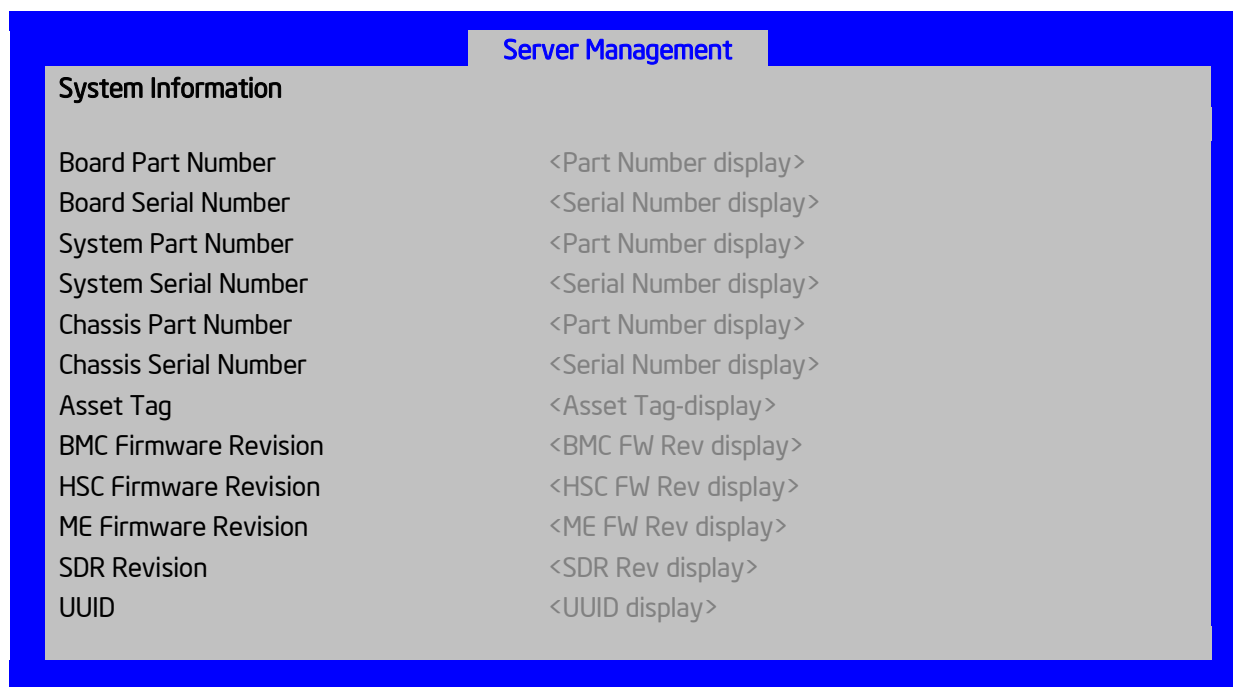 Server Management
System Information
Board Part Number <Part Number display>
Board Serial Number <Serial Number display>
System Part Number <Part Number display>
System Serial Number <Serial Number display>
Chassis Part Number <Part Number display>
Chassis Serial Number <Serial Number display>
Asset Tag <Asset Tag-display>
BMC Firmware Revision <BMC FW Rev display>
HSC Firmware Revision <HSC FW Rev display>
ME Firmware Revision <ME FW Rev display>
SDR Revision <SDR Rev display>
UUID <UUID display>